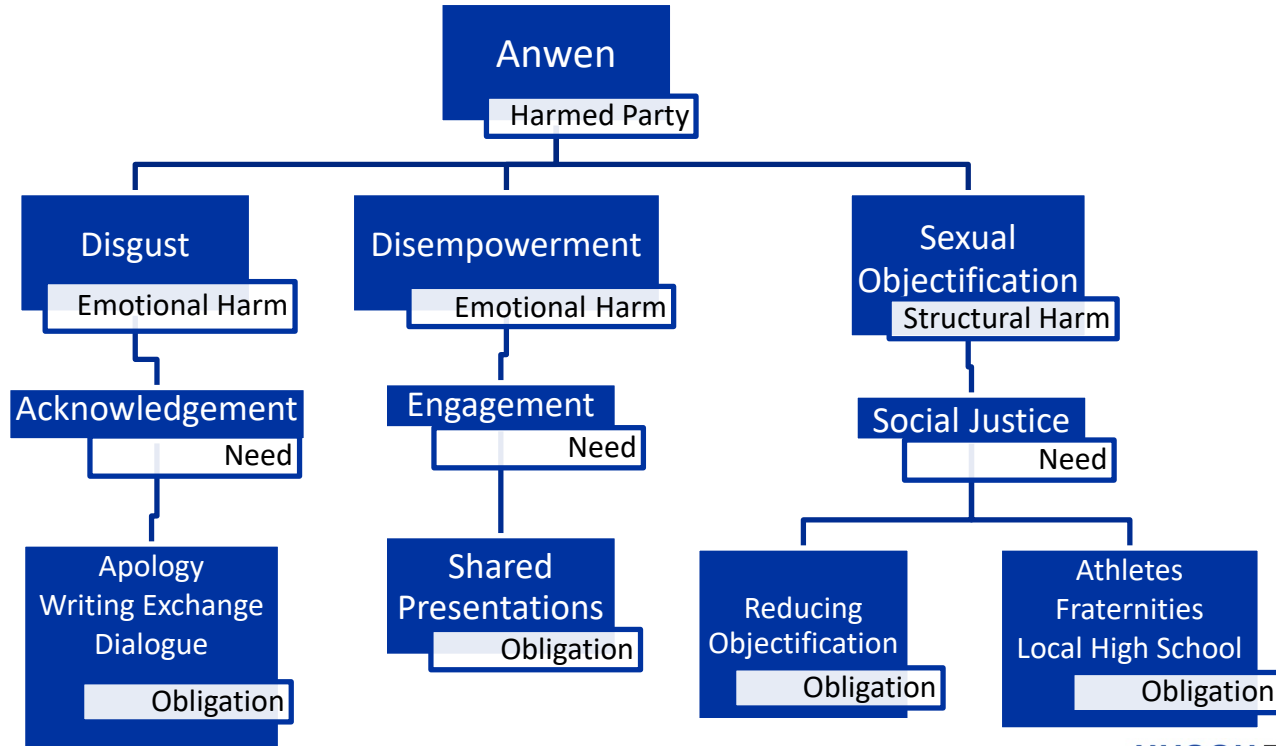 Anwen
Harmed Party
Disgust
Emotional Harm
Disempowerment
Emotional Harm
Sexual
Objectification
Structural Harm
Acknowledgement
Need
Engagement
Need
Social Justice
Need
Apology
Writing Exchange
Dialogue
Obligation
Shared
Presentations
Obligation
Reducing
Objectification
Obligation
Athletes
Fraternities
Local High School
Obligation